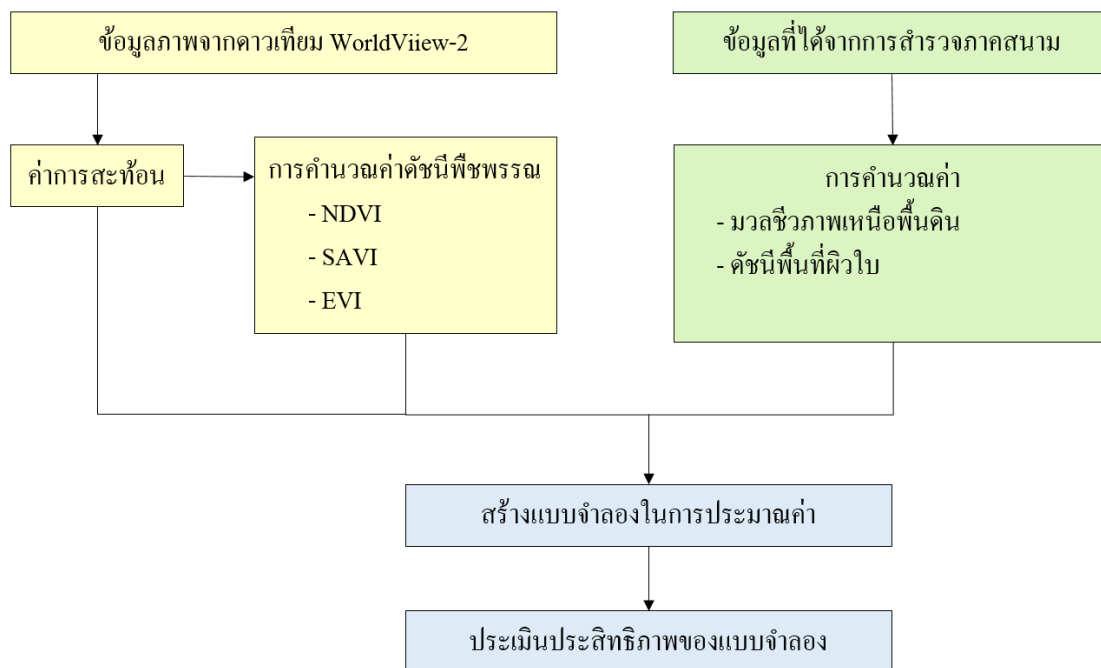 ข้อมูลภาพจากดาวเทียม WorldViiew-2
ข้อมูลที่ได้จากการสำรวจภาคสนาม
ค่าการสะท้อน
การคำนวณค่าดัชนีพืชพรรณ
- NDVI
- SAVI
- EVI
การคำนวณค่า
- มวลชีวภาพเหนือพื้นดิน
- ดัชนีพื้นที่ผิวใบ
สร้างแบบจำลองในการประมาณค่า
ประเมินประสิทธิภาพของแบบจำลอง